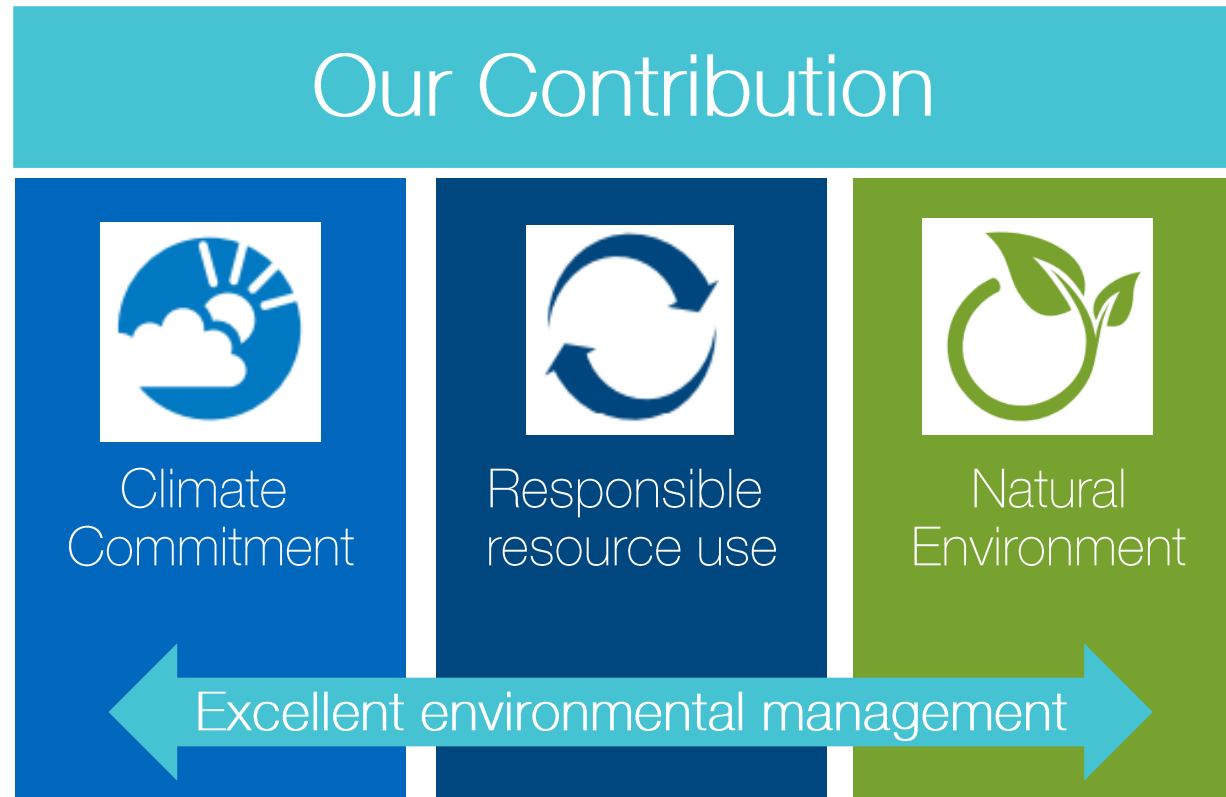 Our Contribution
Climate
Commitment
Responsible
resource use
Natural
Environment
Excellent environmental management